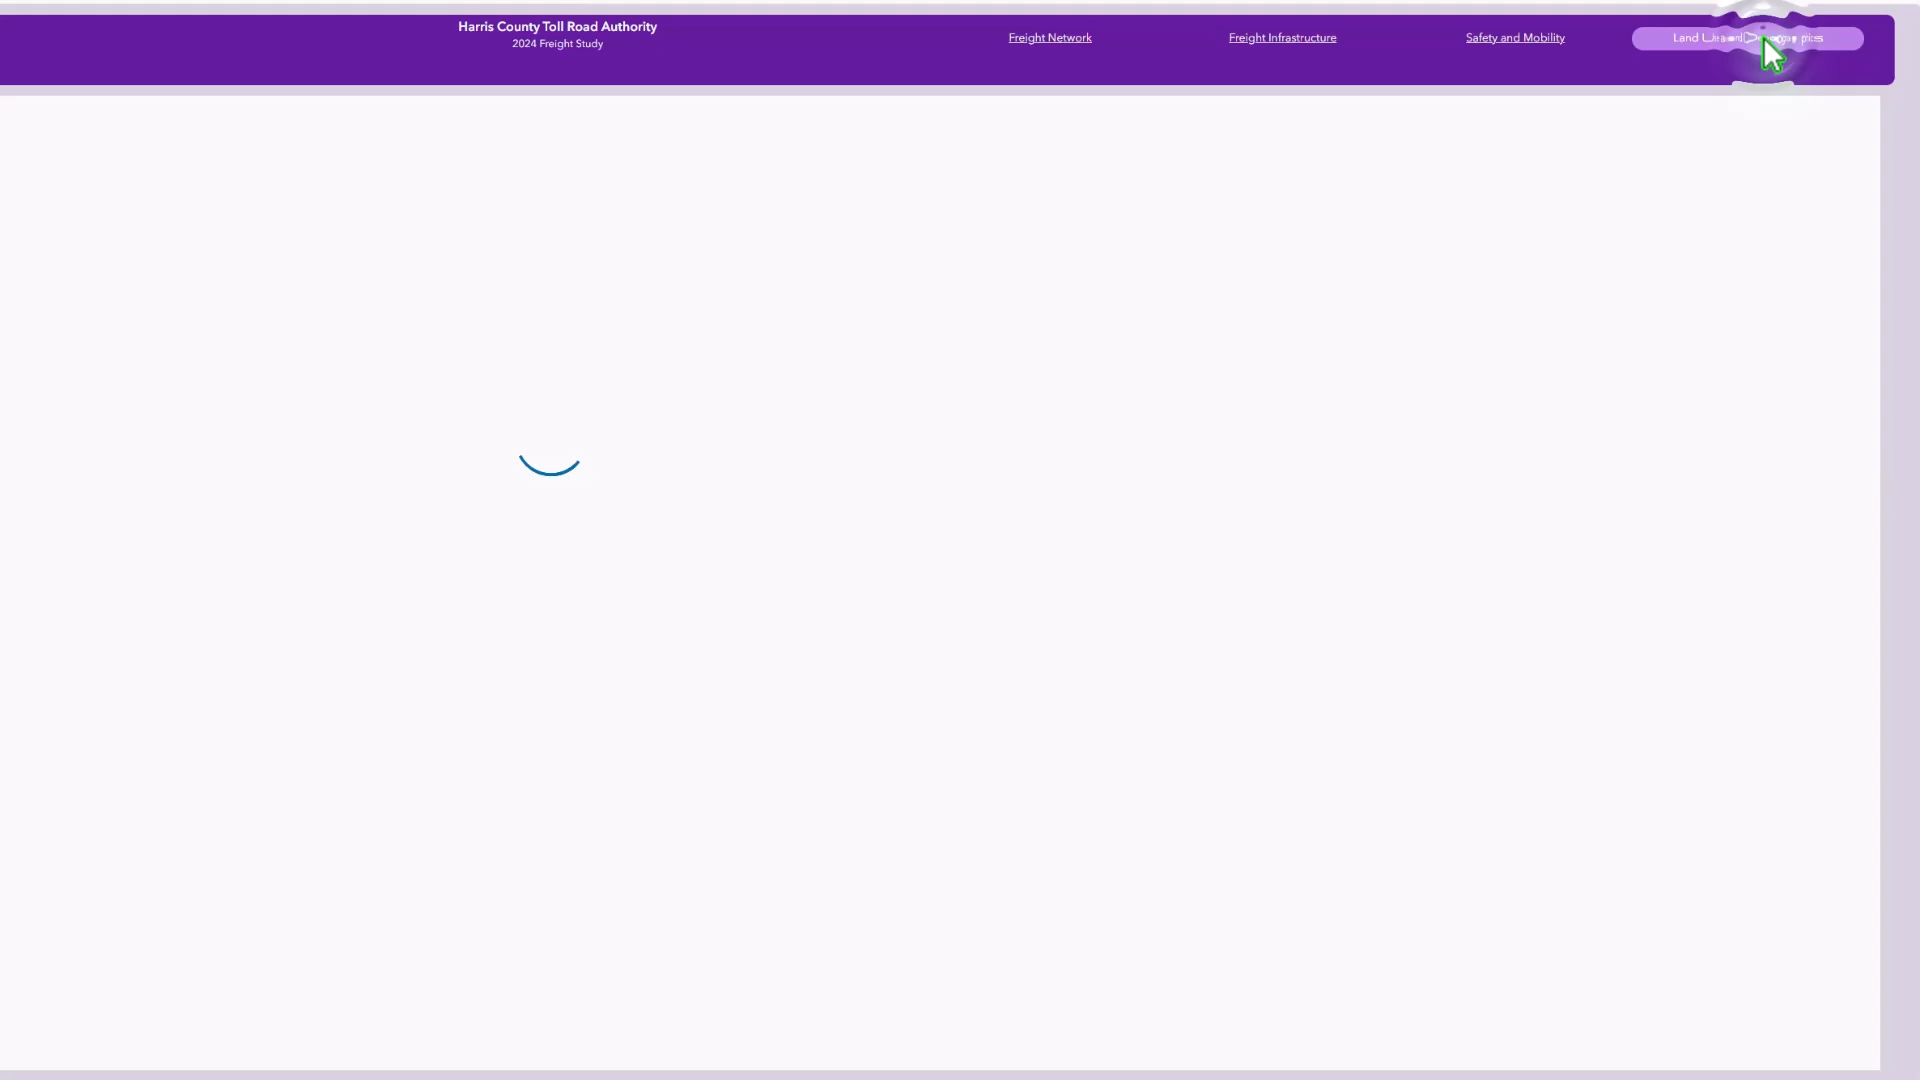 Harris County Toll Road Authority
2024 Freight Study
Freight Network
Freight Infrastructure
Safety and Mobility
Land